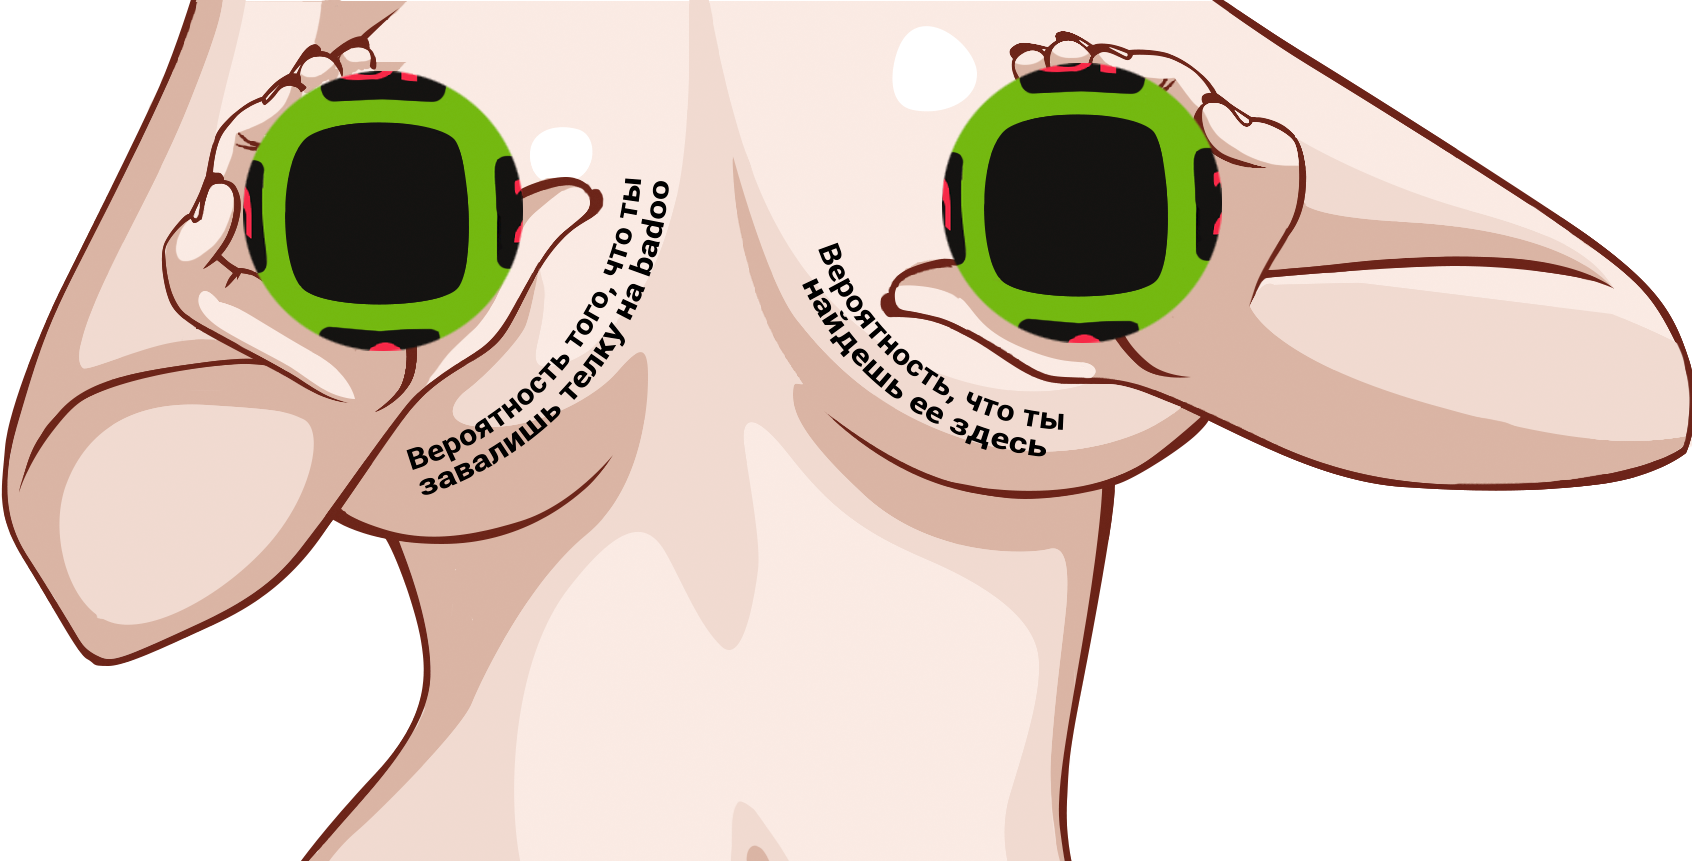 Вероятность того, что ты
завалишь телку на badoo
Вероятность, что ты
найдешь ее здесь